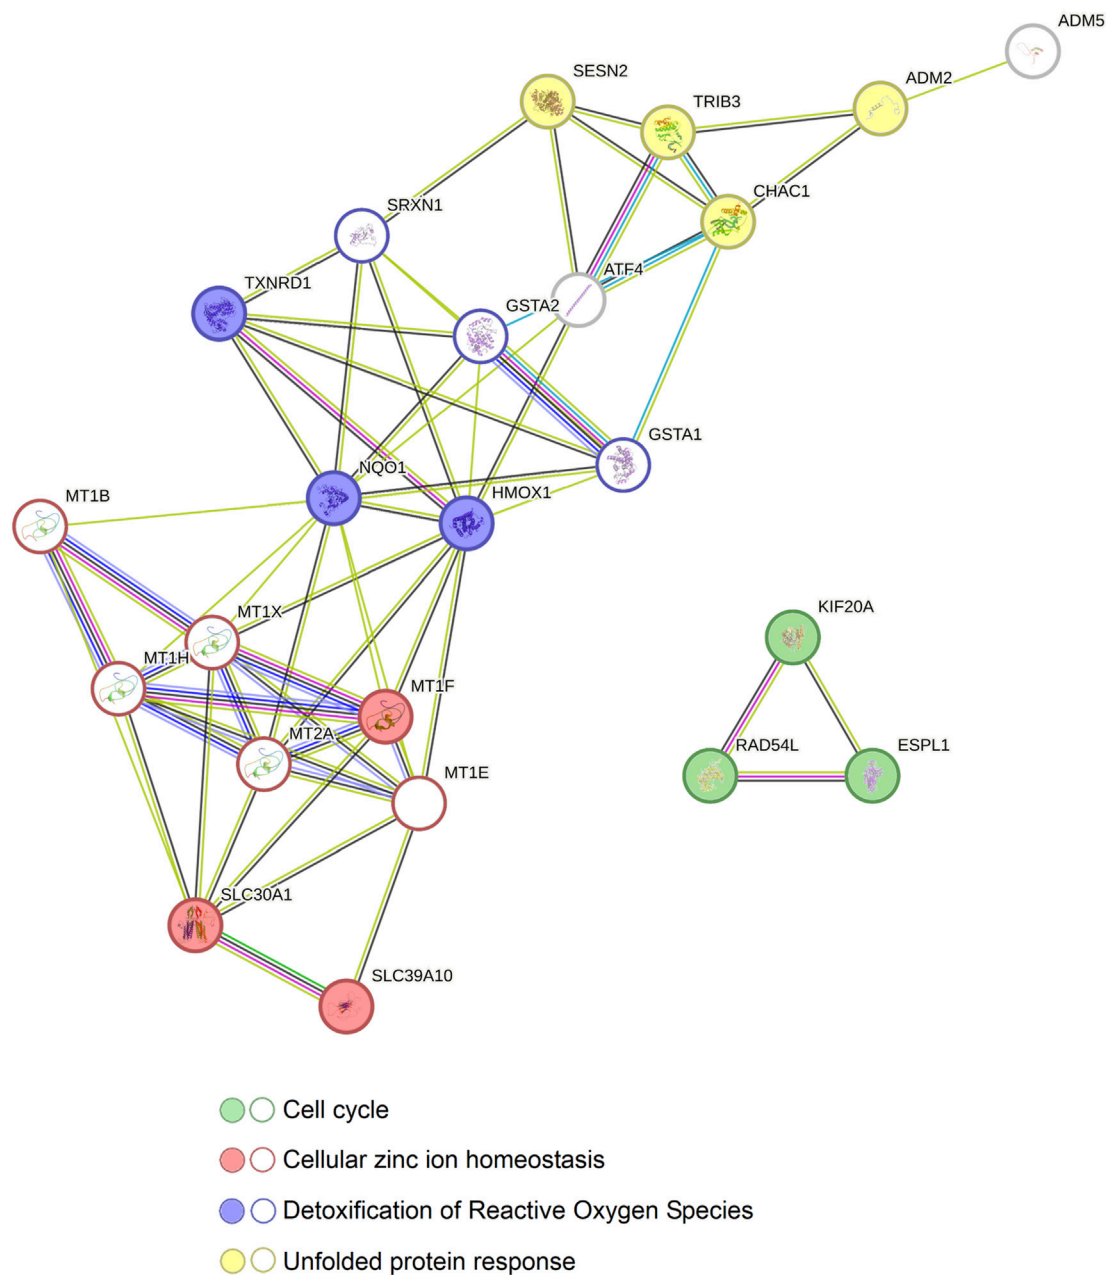 ADM5
SESN2
ADM2
TRIB3
CHAC1
SRXN1
ATF4
TXNRD1
GSTA2
GSTA1
NQO1
HMOX1
MT1B
MT1X
KIF20A
MT1H
MT1F
MT2A
RAD54L
ESPL1
MT1E
SLC30A1
SLC39A10
Cell cycle
Cellular zinc ion homeostasis
Detoxification of Reactive Oxygen Species
Unfolded protein response